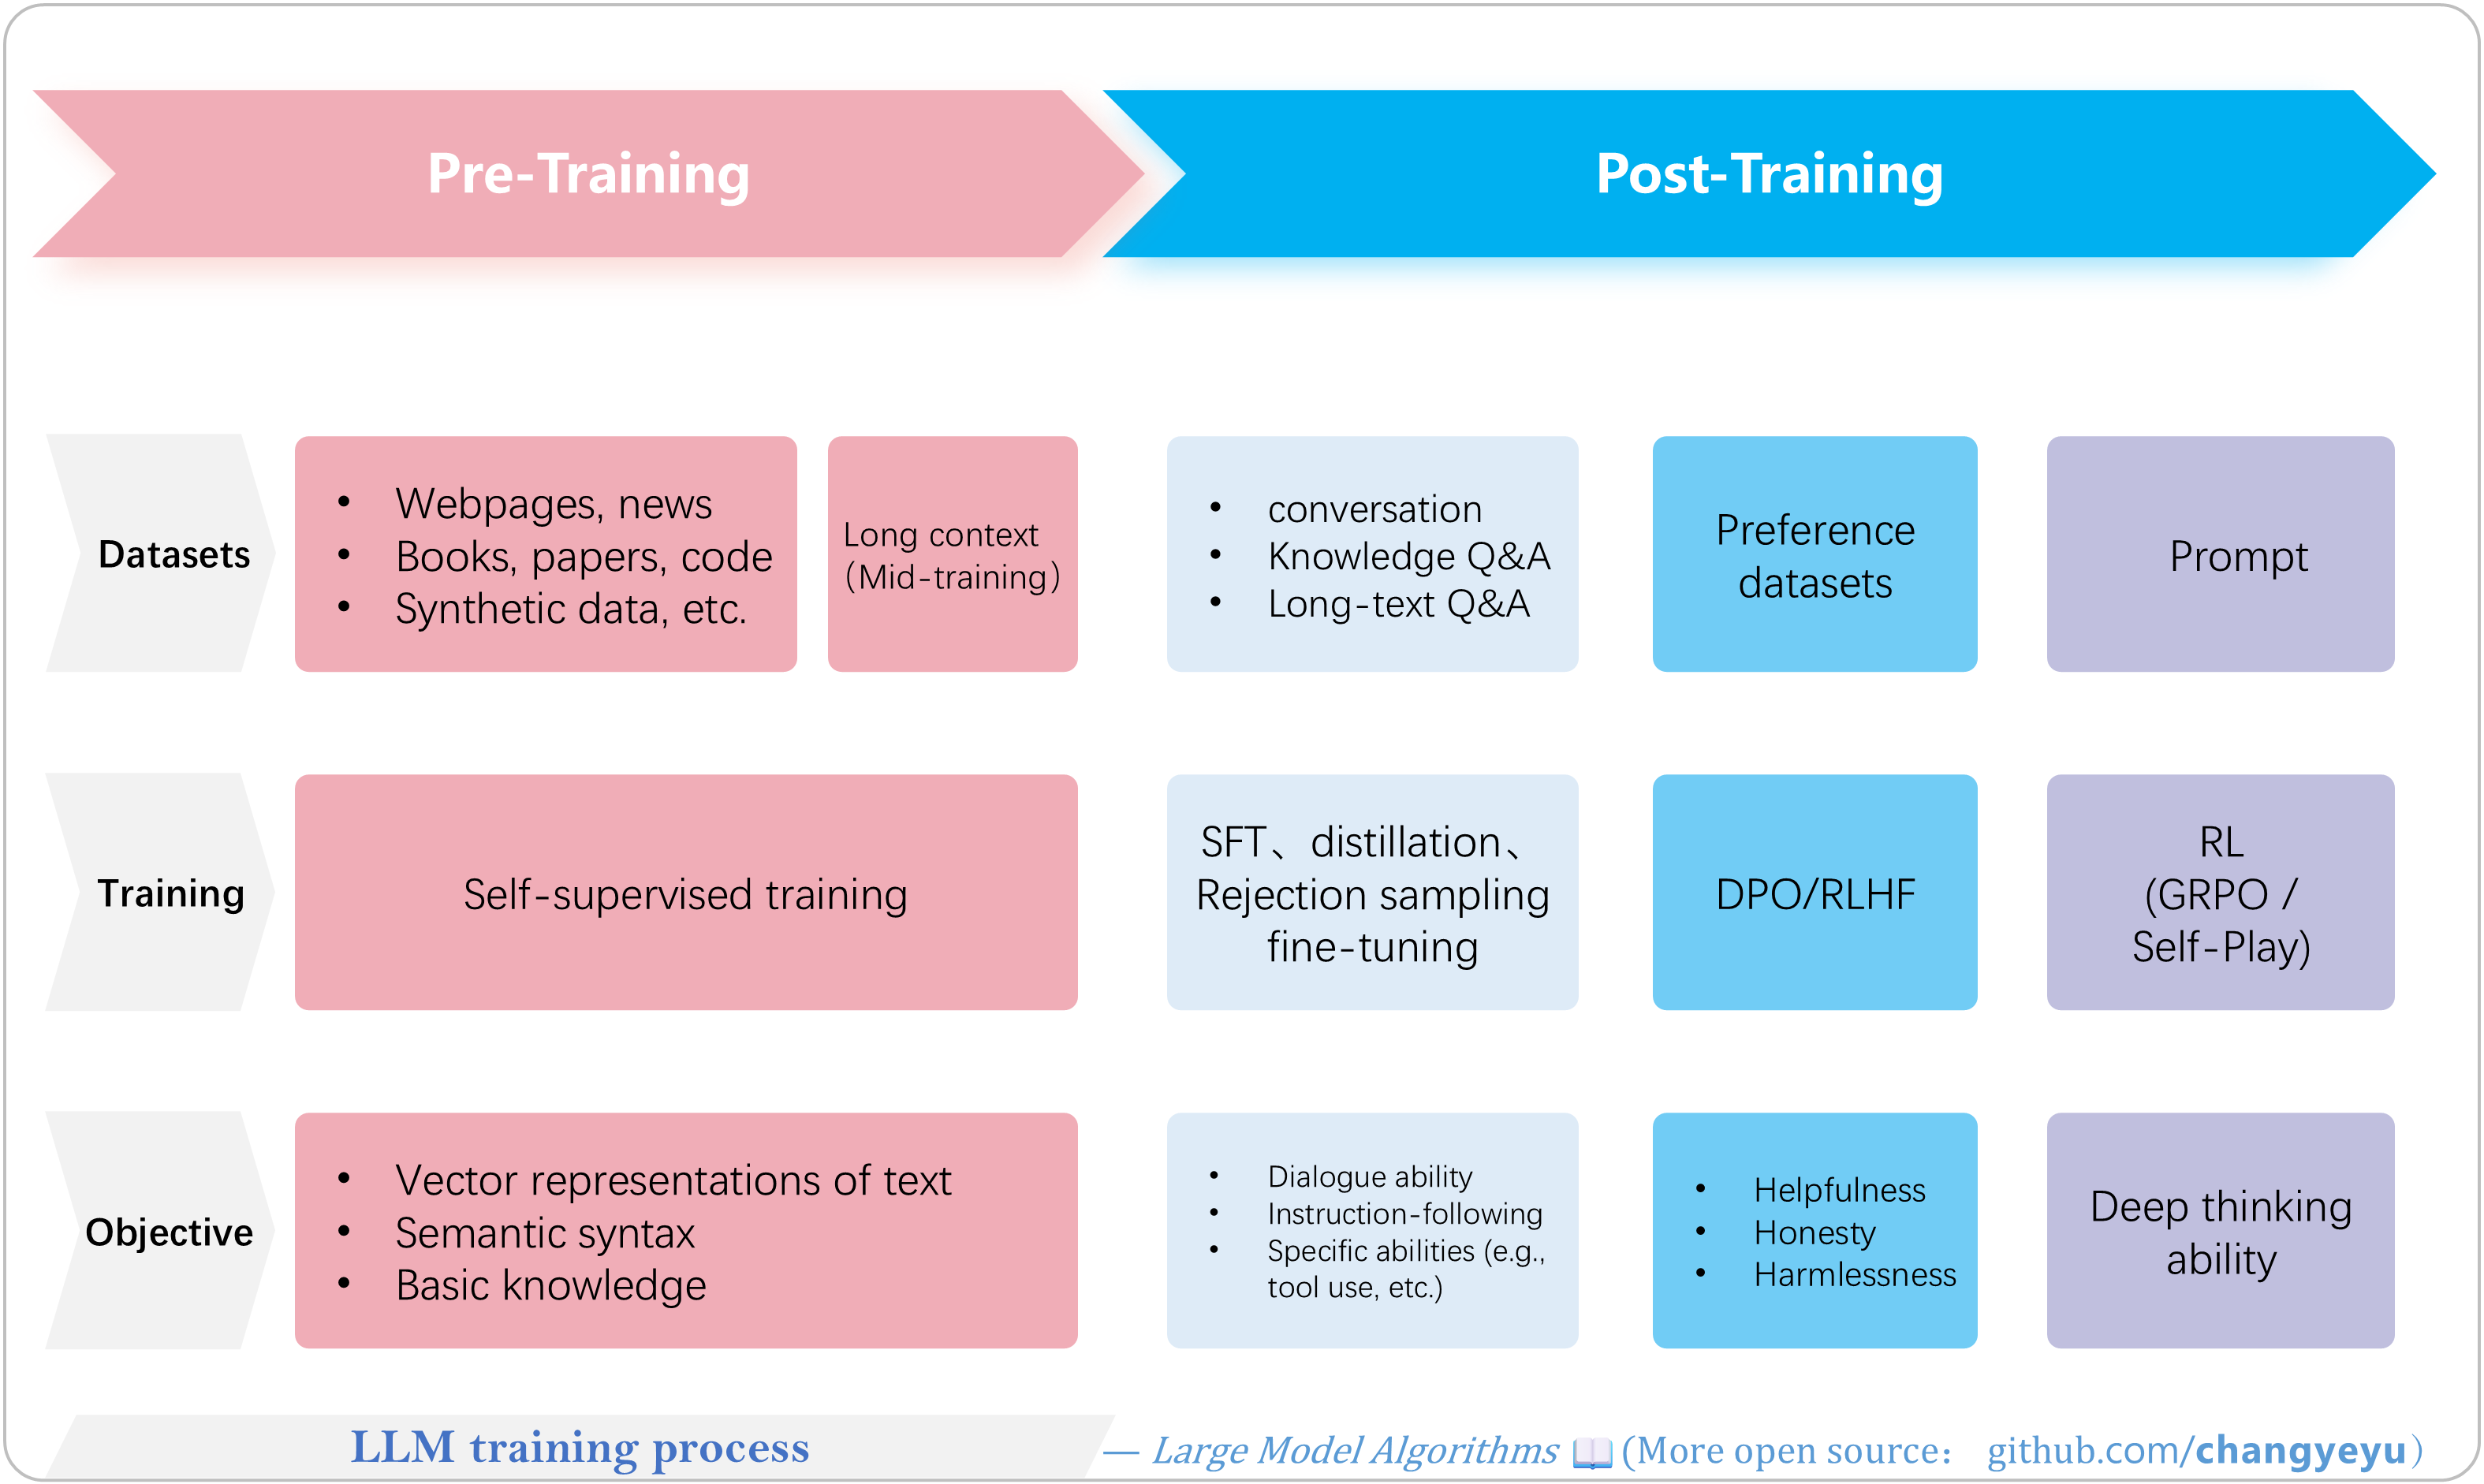 Pre-Training
Post-Training
Datasets
• Webpages, news
• Books, papers, code
• Synthetic data, etc.
Long context
（Mid-training）
• conversation
• Knowledge Q&A
• Long-text Q&A
Preference
datasets
Prompt
Training
Self-supervised training
SFT、distillation、
Rejection sampling
fine-tuning
DPO/RLHF
RL
(GRPO /
Self-Play)
Objective
• Vector representations of text
• Semantic syntax
• Basic knowledge
• Dialogue ability
• Instruction-following
• Specific abilities (e.g.,
tool use, etc.)
• Helpfulness
• Honesty
• Harmlessness
Deep thinking
ability
LLM training process
— Large Model Algorithms 📖 (More open source： github.com/changyeyu)